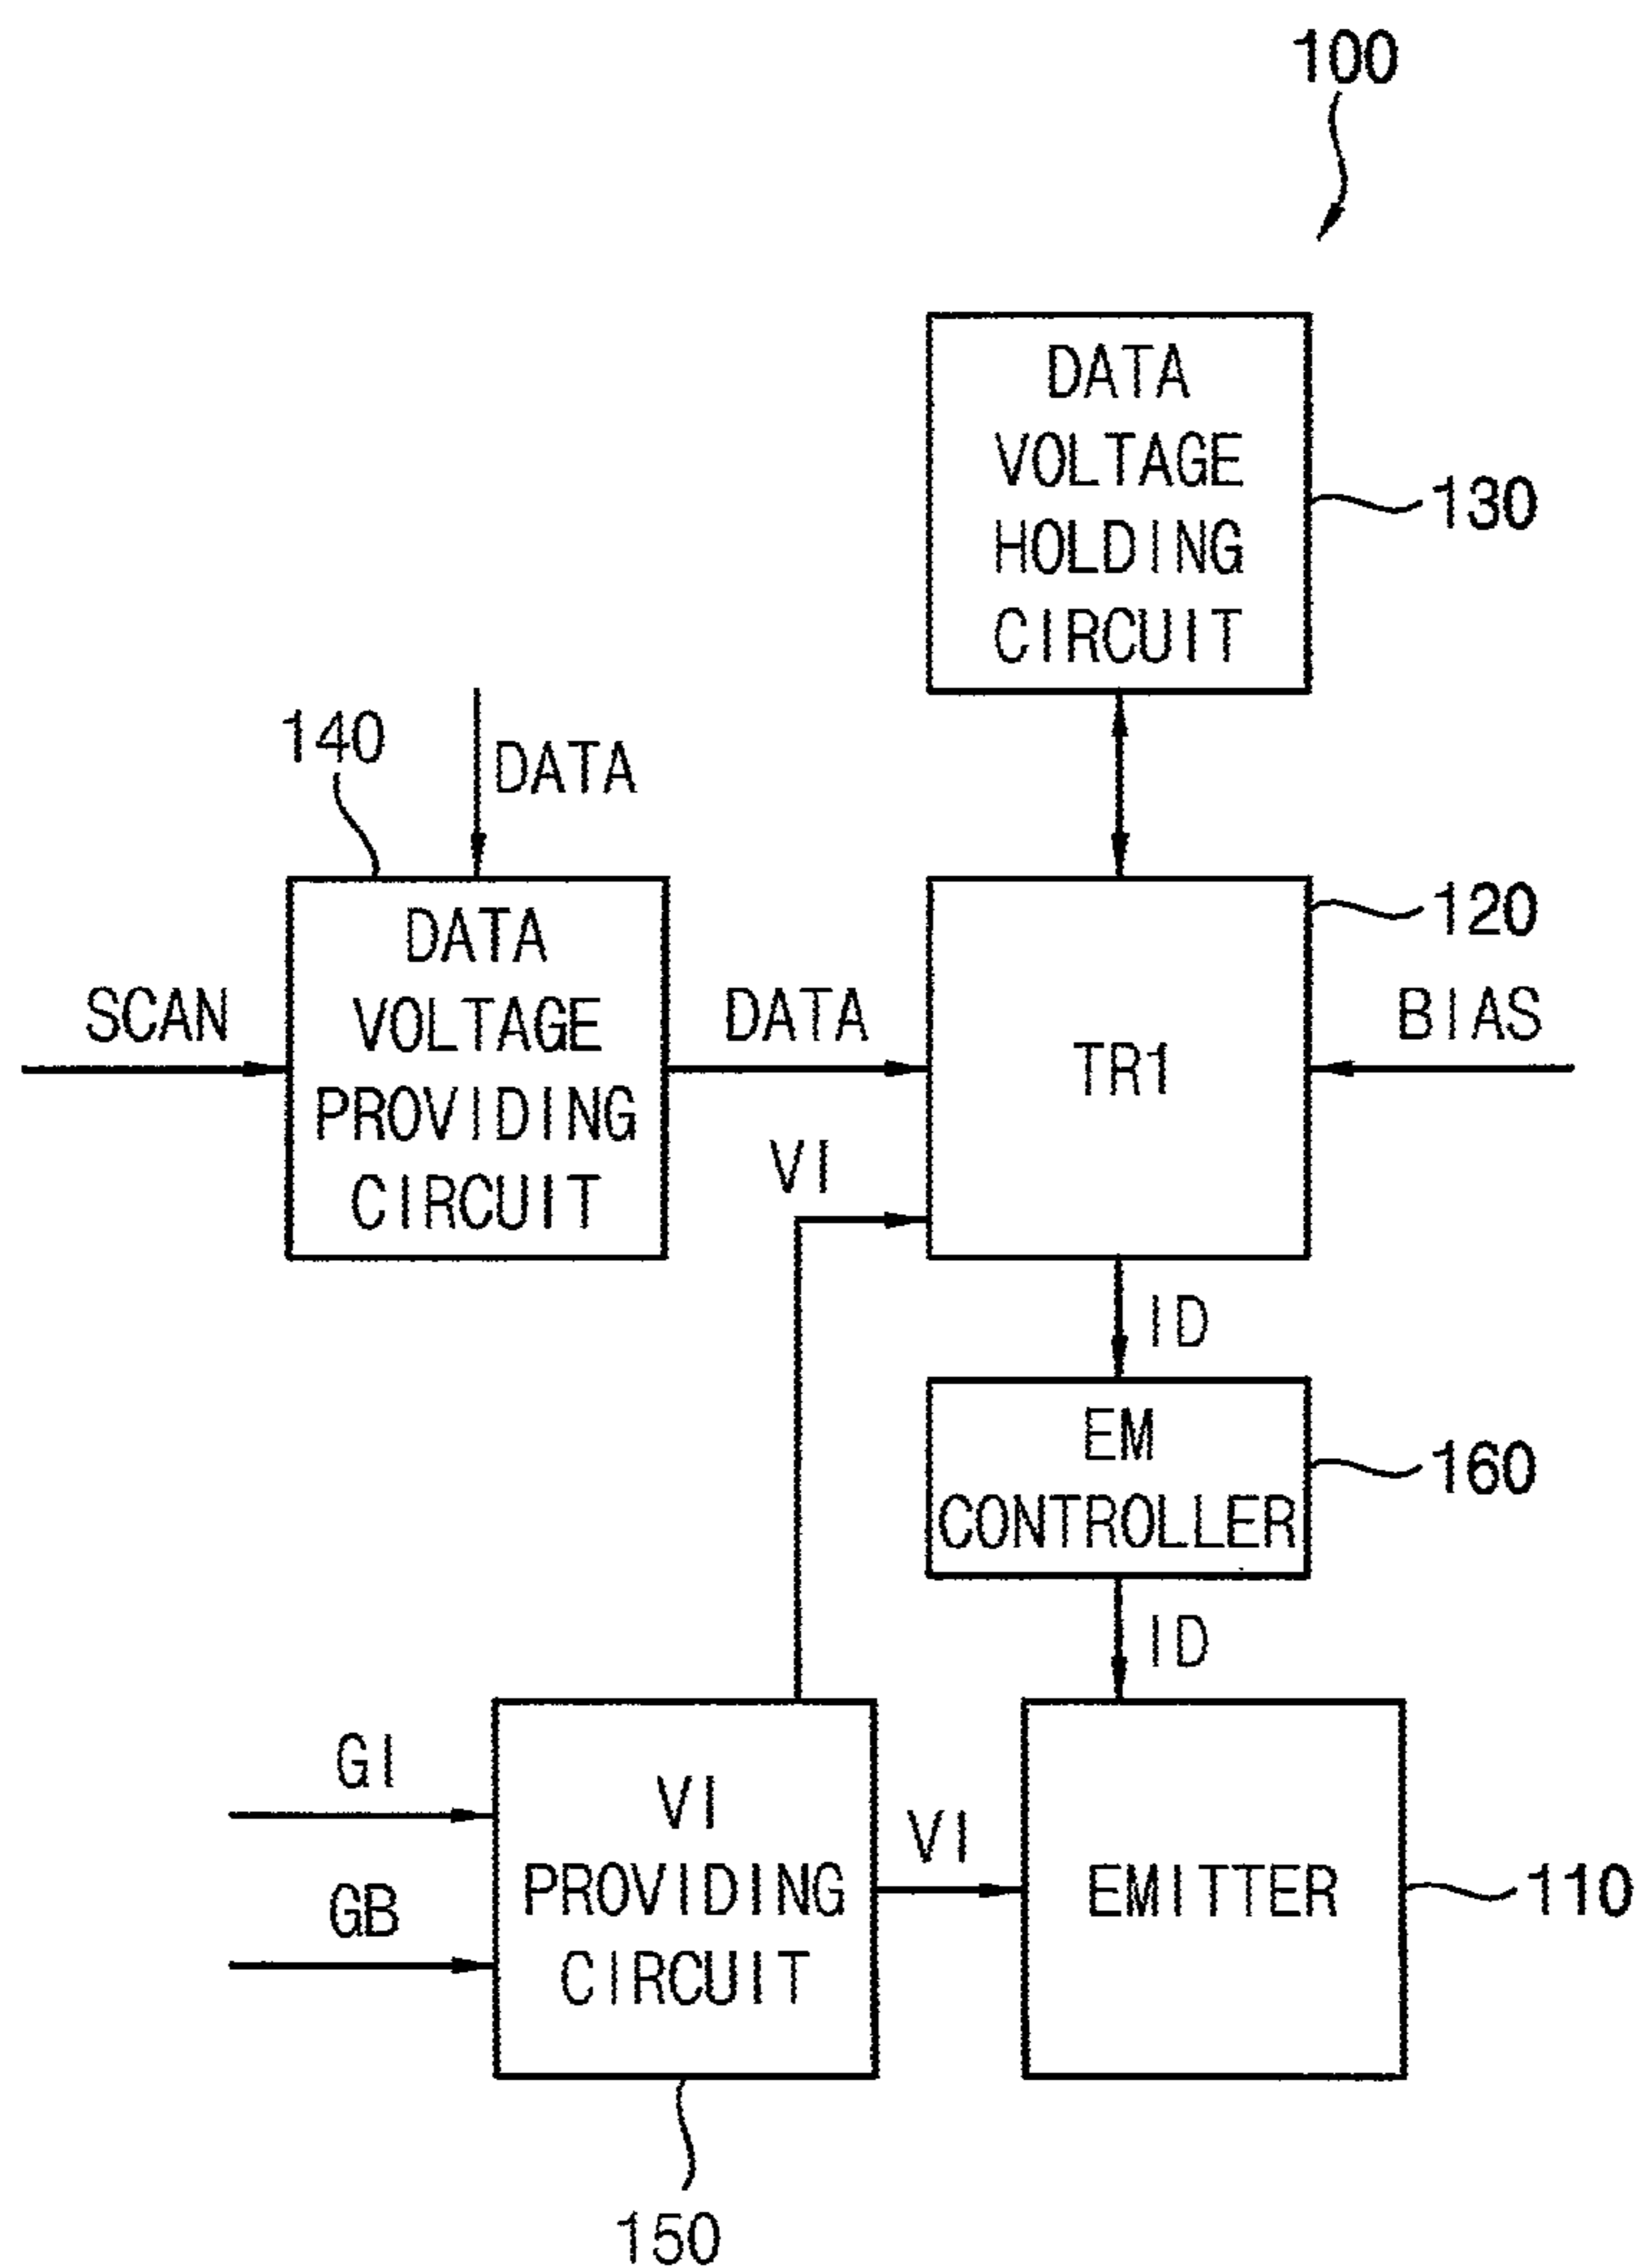 100
DATA
VOLTAGE
HOLDING
CIRCUIT
130
140
DATA
DATA
VOLTAGE
PROVIDING
CIRCUIT
SCAN
DATA
VI
TR1
120
BIAS
ID
EM
CONTROLLER
160
ID
GI
GB
VI
PROVIDING
CIRCUIT
VI
EMITTER
110
150